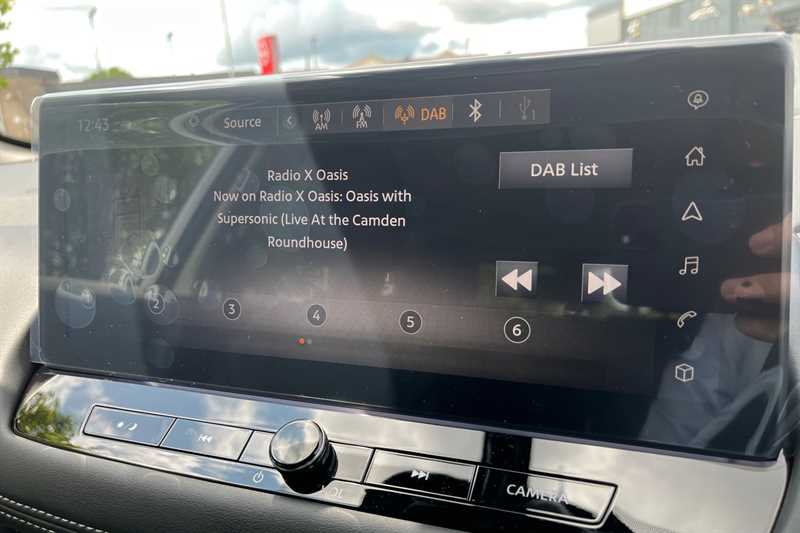 12:43
Source
AM
FM
DAB
1
DAB List
Radio X Oasis
Now on Radio X Oasis: Oasis with
Supersonic (Live At the Camden
Roundhouse)
2
3
4
5
6
VOL
CAMERA